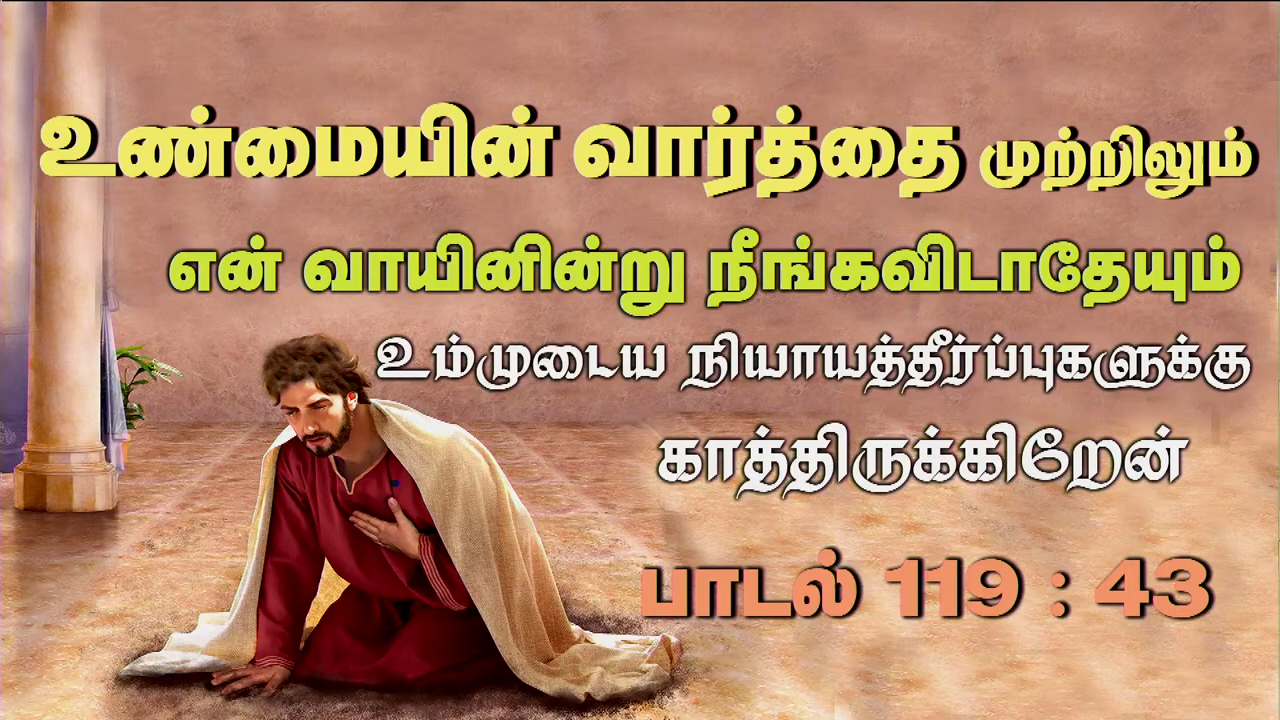 உண்மையின் வார்த்தை முற்றிலும்
என் வாயினின்று நீங்கவிடாதேயும்
உம்முடைய நியாயத்தீர்ப்புகளுக்கு
காத்திருக்கிறேன்
பாடல் 119 : 43